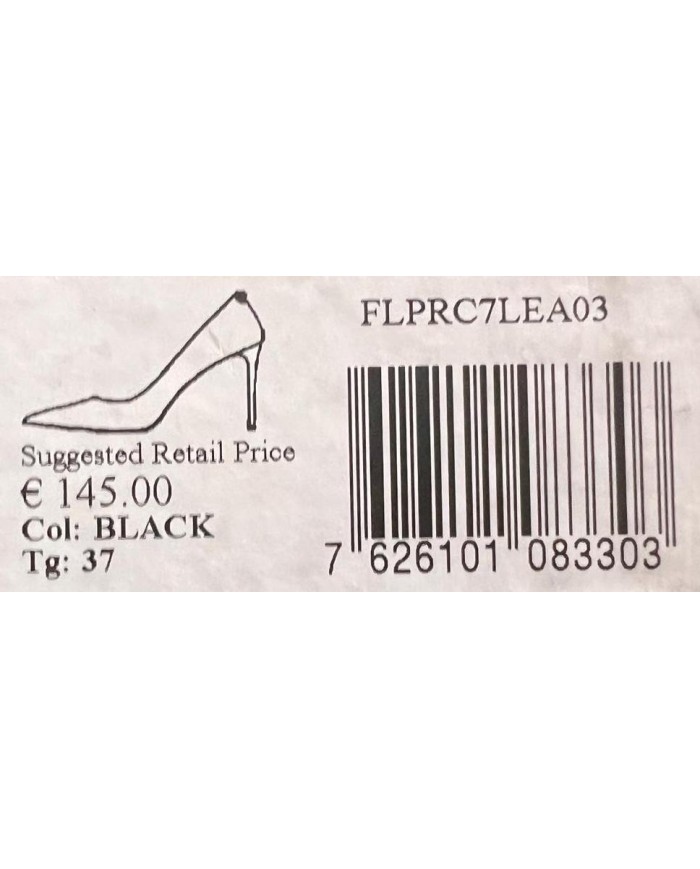 Suggested Retail Price
€ 145.00
Col: BLACK
Tg: 37
FLPRC7LEA03
7 626101 083303